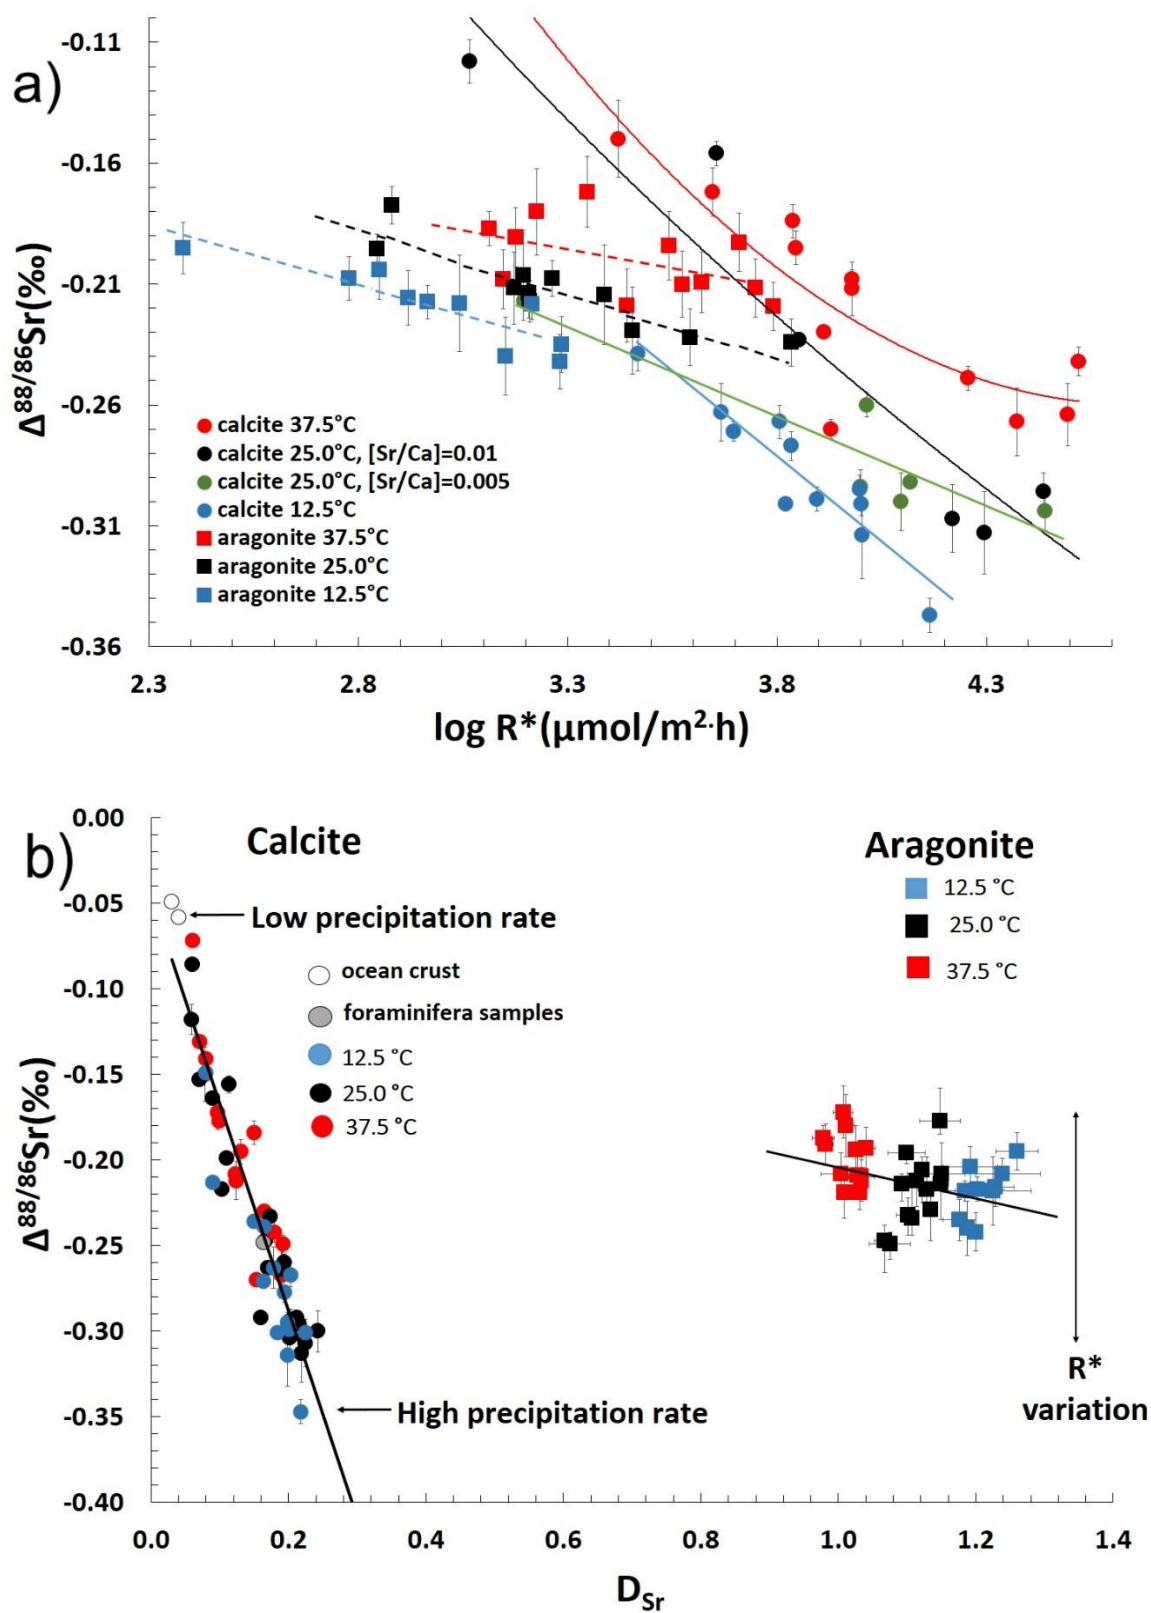 a)
-0.11
-0.16
-0.21
-0.26
-0.31
-0.36
Δ88/86Sr(‰)
calcite 37.5°C
calcite 25.0°C, [Sr/Ca]=0.01
calcite 25.0°C, [Sr/Ca]=0.005
calcite 12.5°C
aragonite 37.5°C
aragonite 25.0°C
aragonite 12.5°C
2.3 2.8 3.3 3.8 4.3
log R*(μmol/m²·h)
b)
0.00
-0.05
-0.10
-0.15
-0.20
-0.25
-0.30
-0.35
-0.40
Δ88/86Sr(‰)
Calcite
Low precipitation rate
ocean crust
foraminifera samples
12.5 °C
25.0 °C
37.5 °C
High precipitation rate
Aragonite
12.5 °C
25.0 °C
37.5 °C
R*
variation
0.0 0.2 0.4 0.6 0.8 1.0 1.2 1.4
DSr